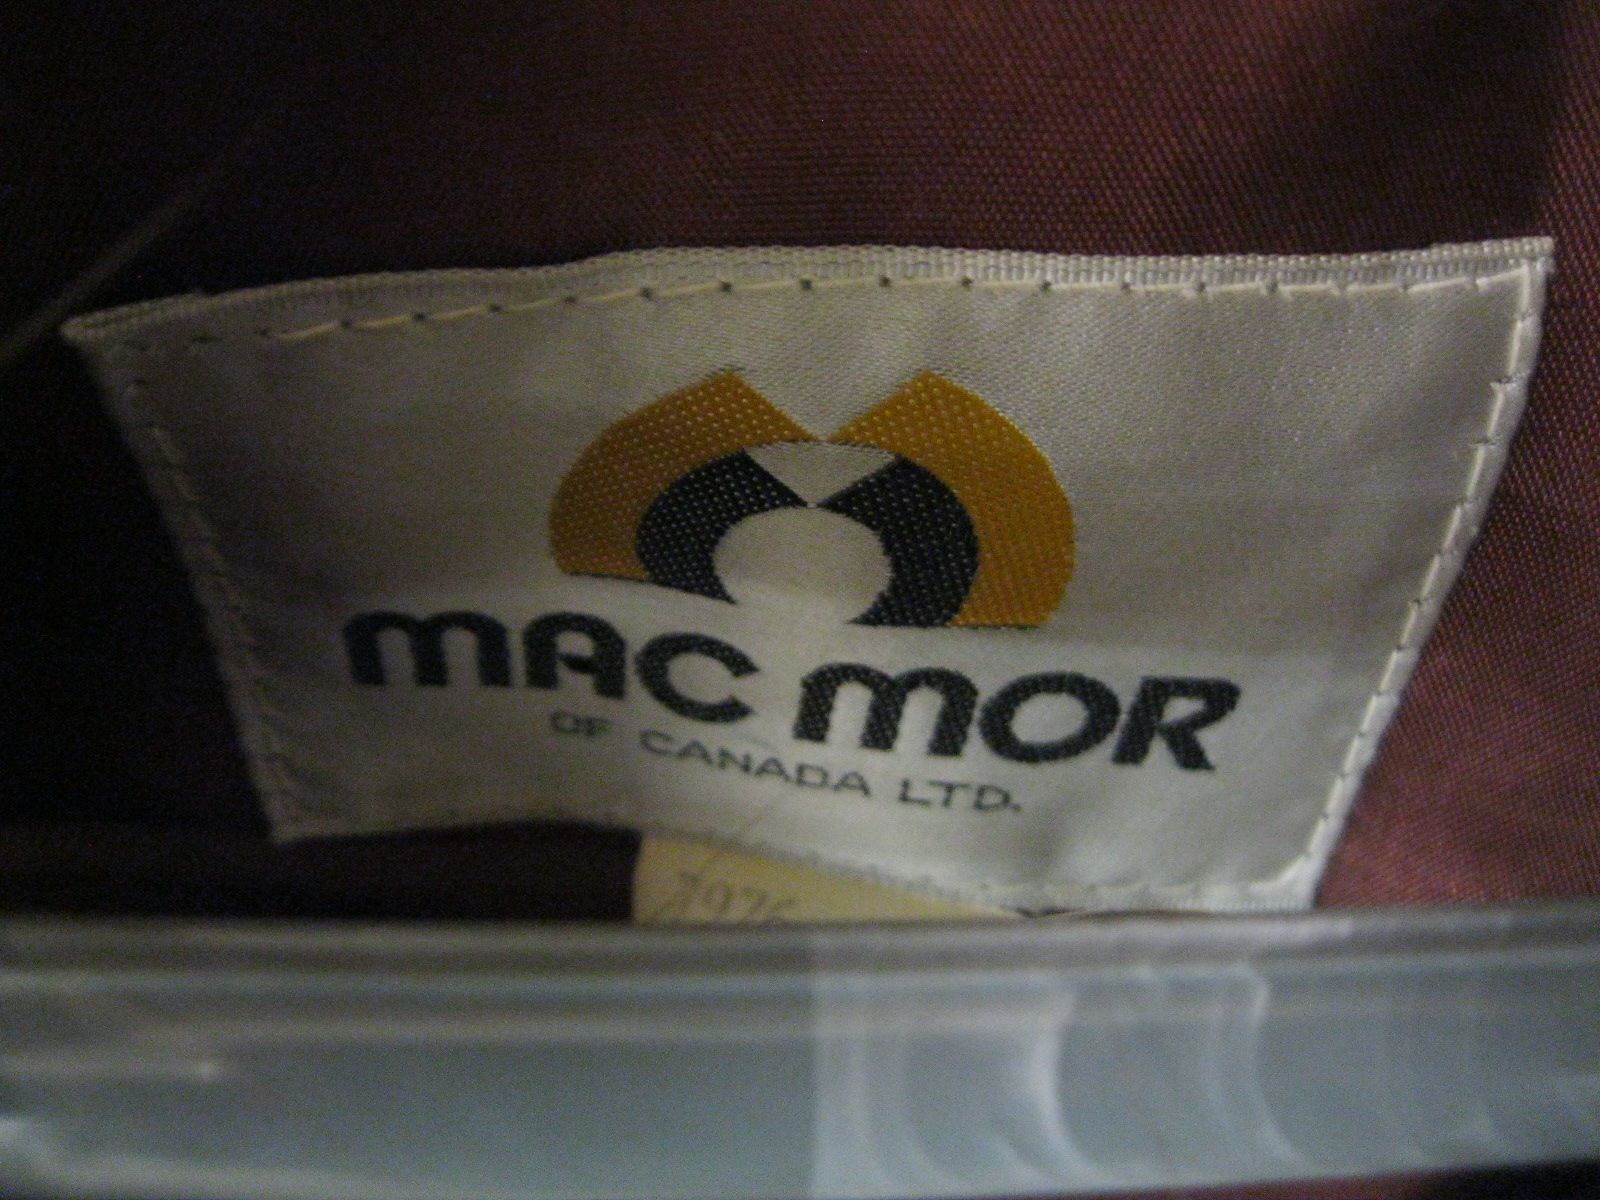 MAC MOR
OF CANADA LTD.